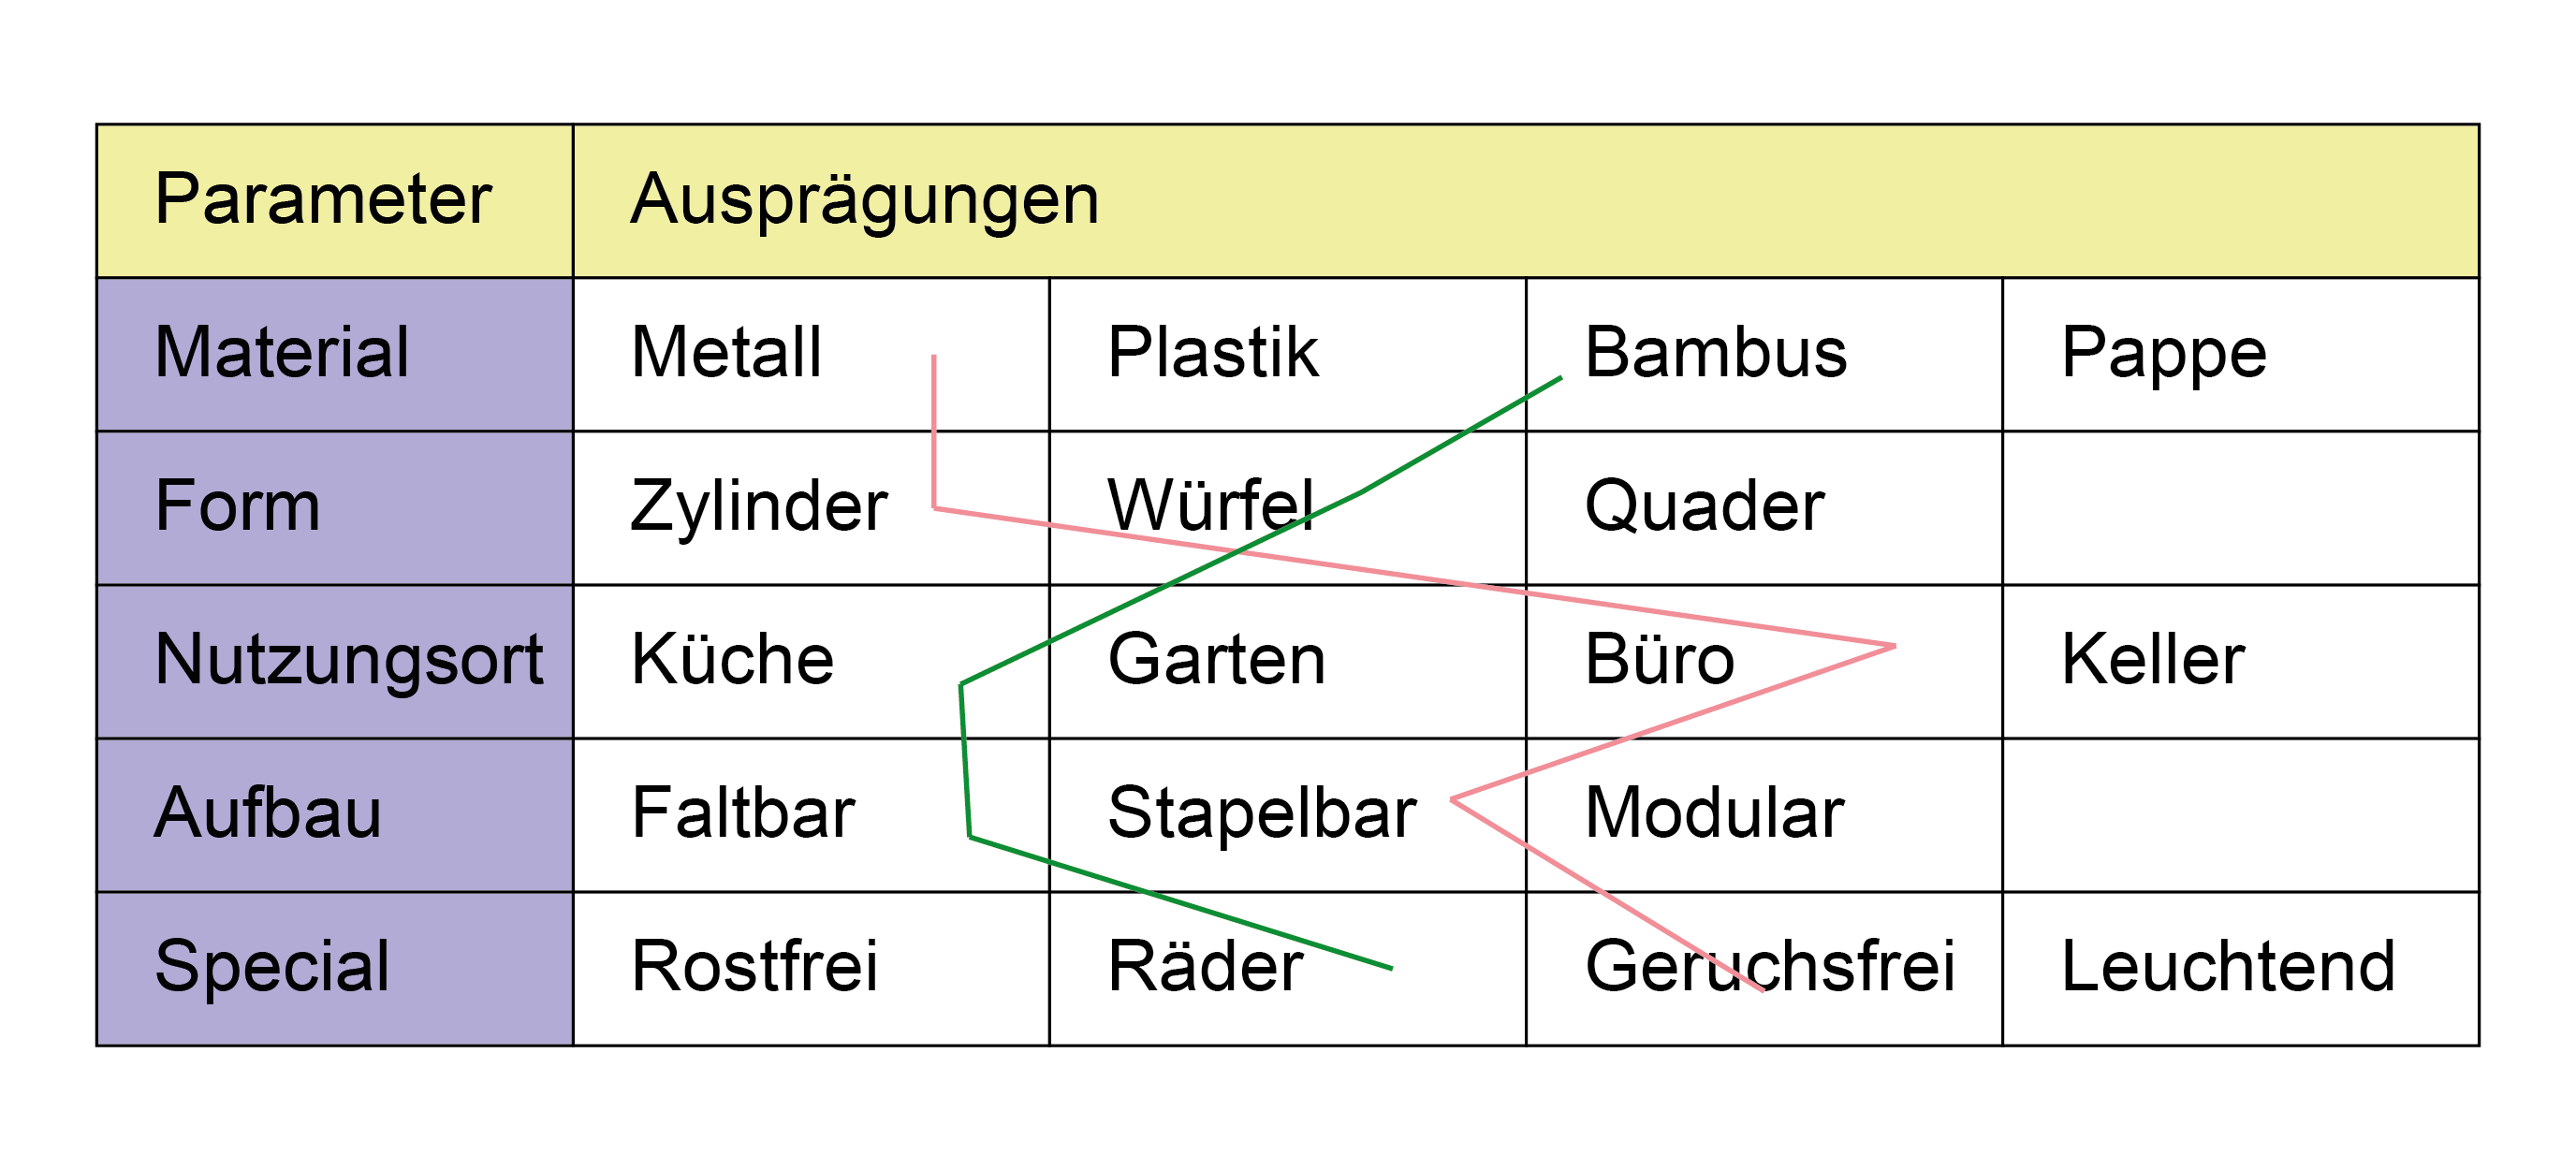 Parameter Ausprägungen
Material Metall Plastik Bambus Pappe
Form Zylinder Würfel Quader
Nutzungsort Küche Garten Büro Keller
Aufbau Faltbar Stapelbar Modular
Special Rostfrei Räder Geruchsfrei Leuchtend